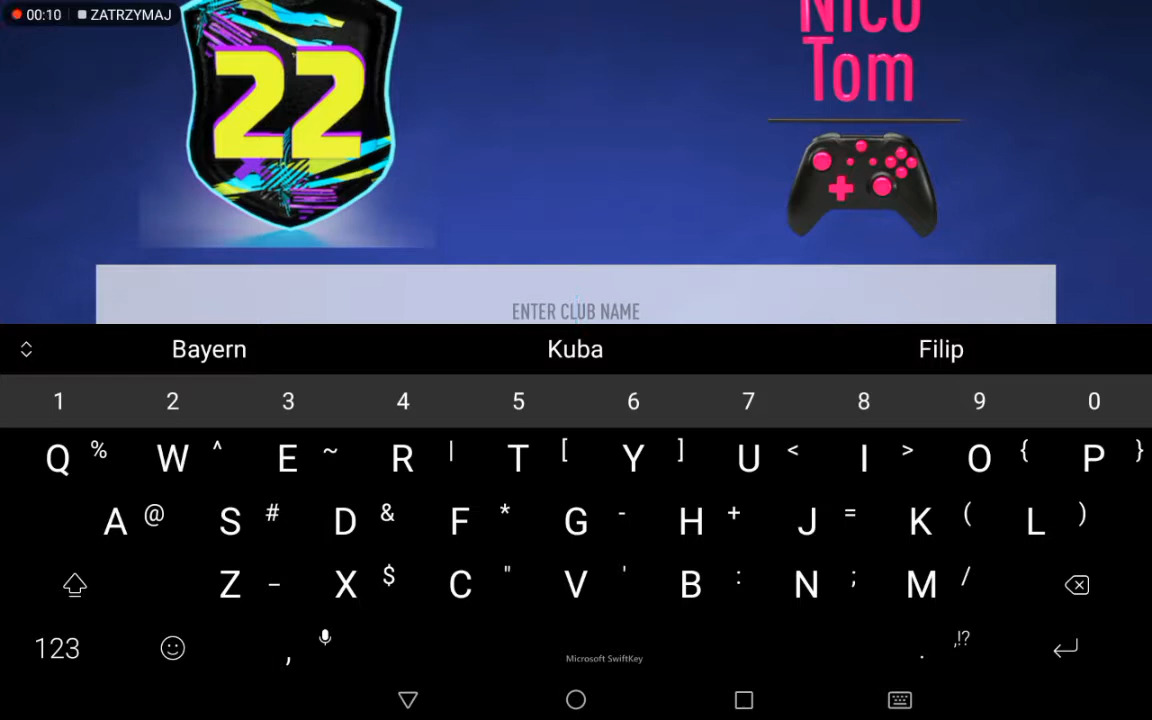 00:10 ZATRZYMAJ
22
Nico
Tom
ENTER CLUB NAME
Bayern Kuba Filip
1 2 3 4 5 6 7 8 9 0
Q % W ^ E ~ R | T [ Y ] U < I > O { P }
A @ S # D & F * G - H + J = K ( L )
Z _ X $ C " V ' B : N ; M /
123 , Microsoft SwiftKey . ,!?